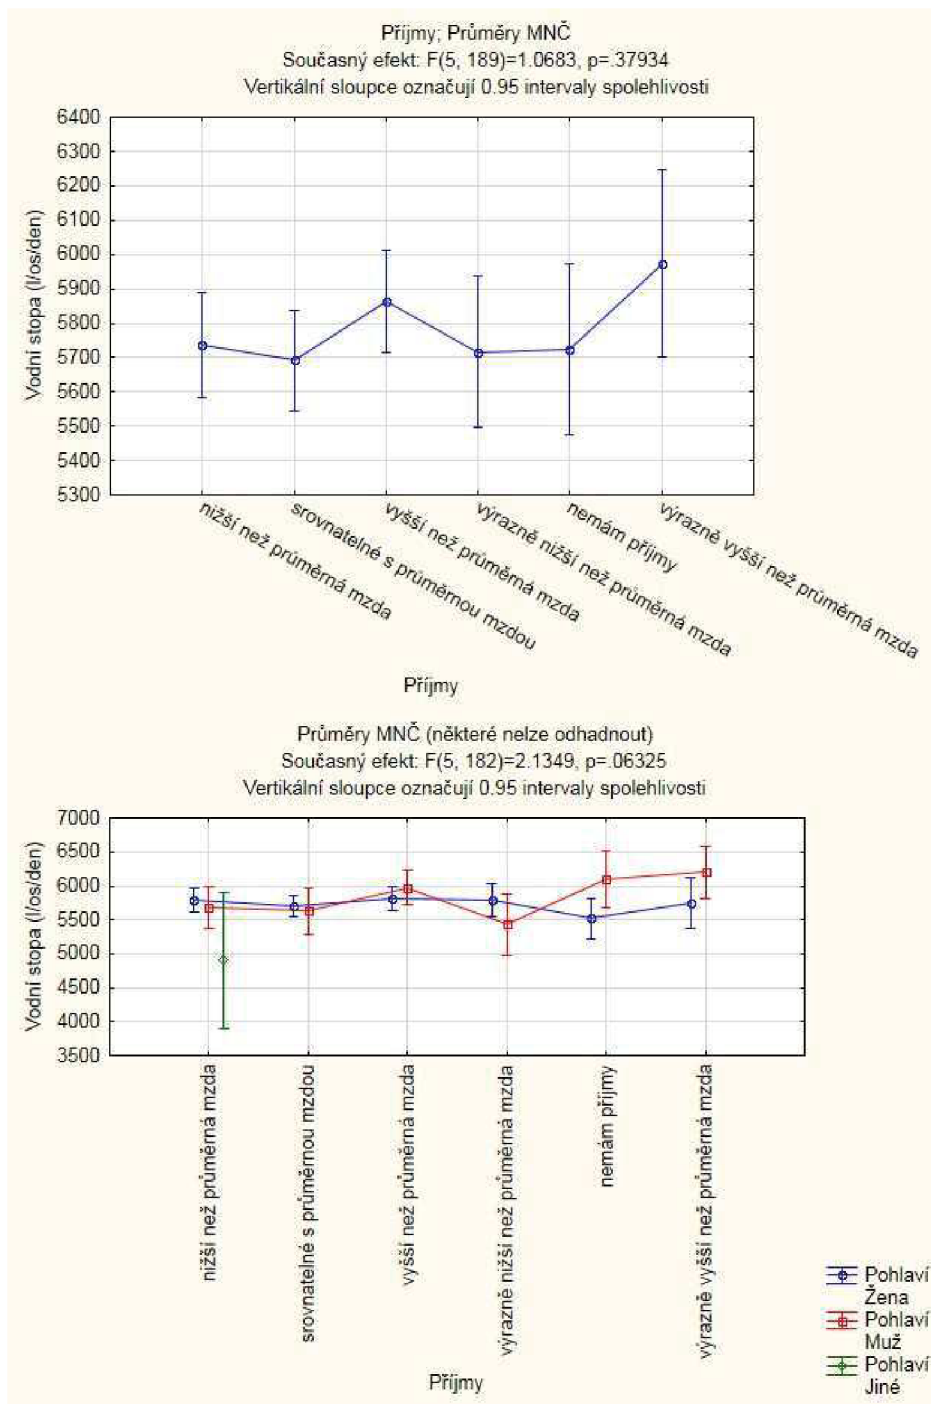 Příjmy; Průměry MNČ
Současný efekt: F(5, 189)=1.0683, p=.37934
Vertikální sloupce označují 0.95 intervaly spolehlivosti
6400
6300
6200
6100
6000
5900
5800
5700
5600
5500
5400
5300
Vodní stopa (l/os/den)
nižší než průměrná mzda
srovnatelné s průměrnou mzdou
vyšší než průměrná mzda
výrazně nižší než průměrná mzda
nemám příjmy
výrazně vyšší než průměrná mzda
Příjmy
Průměry MNČ (některé nelze odhadnout)
Současný efekt: F(5, 182)=2.1349, p=.06325
Vertikální sloupce označují 0.95 intervaly spolehlivosti
7000
6500
6000
5500
5000
4500
4000
3500
Vodní stopa (l/os/den)
nižší než průměrná mzda
srovnatelné s průměrnou mzdou
vyšší než průměrná mzda
výrazně nižší než průměrná mzda
nemám příjmy
výrazně vyšší než průměrná mzda
Příjmy
Pohlaví
Žena
Pohlaví
Muž
Pohlaví
Jiné